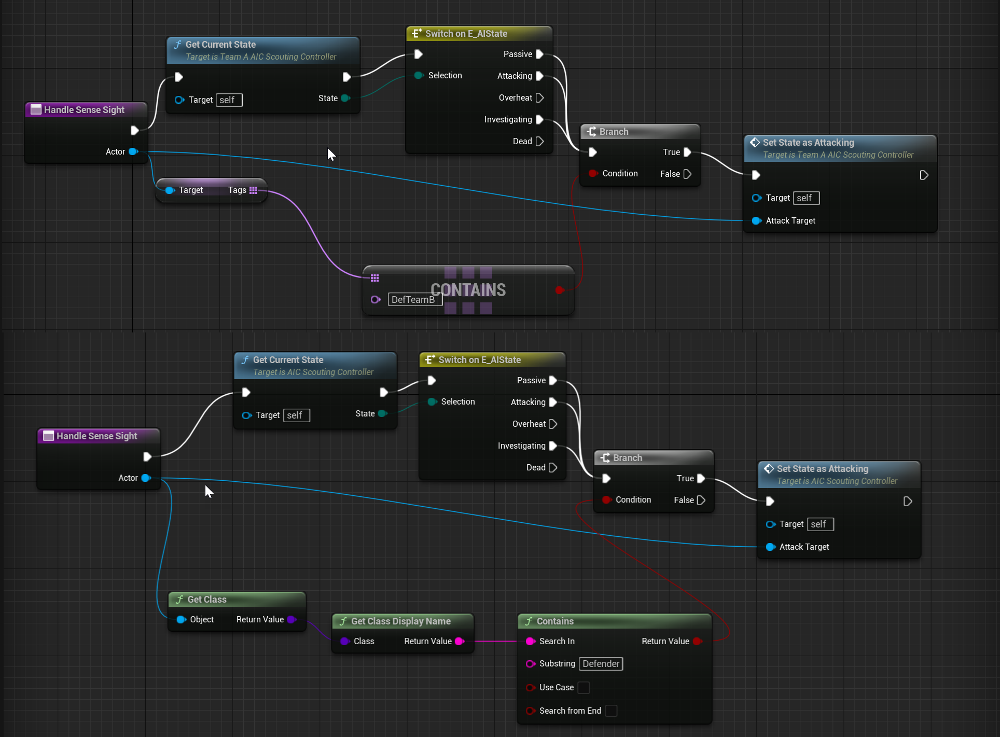 Handle Sense Sight
Actor
Get Current State
Target is Team A AIC Scouting Controller
Target self
State
Switch on E_AIState
Selection
Passive
Attacking
Overheat
Investigating
Dead
Target Tags
CONTAINS
DefTeamB
Branch
Condition
True
False
Set State as Attacking
Target is Team A AIC Scouting Controller
Target self
Attack Target
Handle Sense Sight
Actor
Get Current State
Target is AIC Scouting Controller
Target self
State
Switch on E_AIState
Selection
Passive
Attacking
Overheat
Investigating
Dead
Branch
Condition
True
False
Set State as Attacking
Target is AIC Scouting Controller
Target self
Attack Target
Get Class
Object Return Value
Get Class Display Name
Class Return Value
Contains
Search In Return Value
Substring Defender
Use Case
Search from End